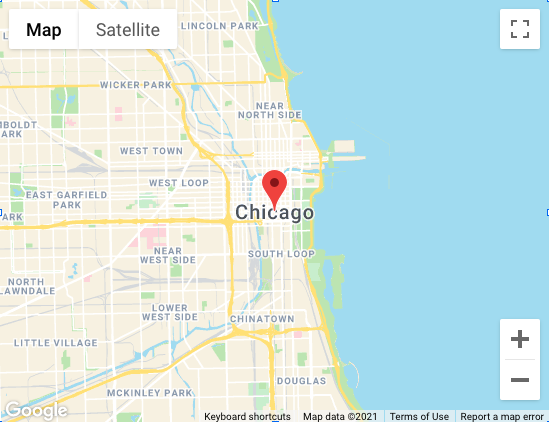 Map Satellite
LINCOLN PARK
WICKER PARK
NEAR
NORTH SIDE
MBOLDT
PARK
WEST TOWN
WEST LOOP
EAST GARFIELD
PARK
Chicago
NEAR
WEST SIDE
SOUTH LOOP
NORTH
LAWNDALE
LOWER
WEST SIDE
CHINATOWN
LITTLE VILLAGE
DOUGLAS
MCKINLEY PARK
Google
Keyboard shortcuts Map data ©2021 Terms of Use Report a map error